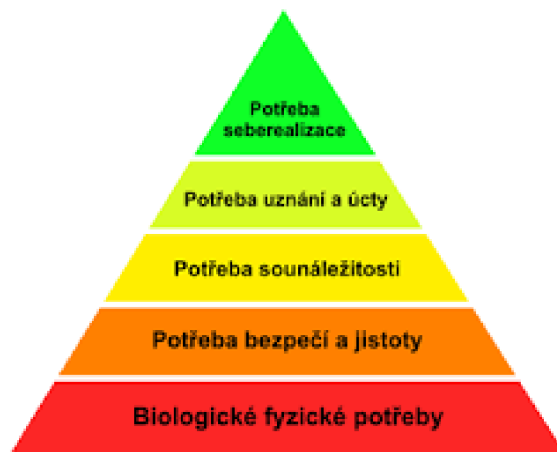 Potřeba
seberealizace
Potřeba uznání a úcty
Potřeba sounáležitosti
Potřeba bezpečí a jistoty
Biologické fyzické potřeby